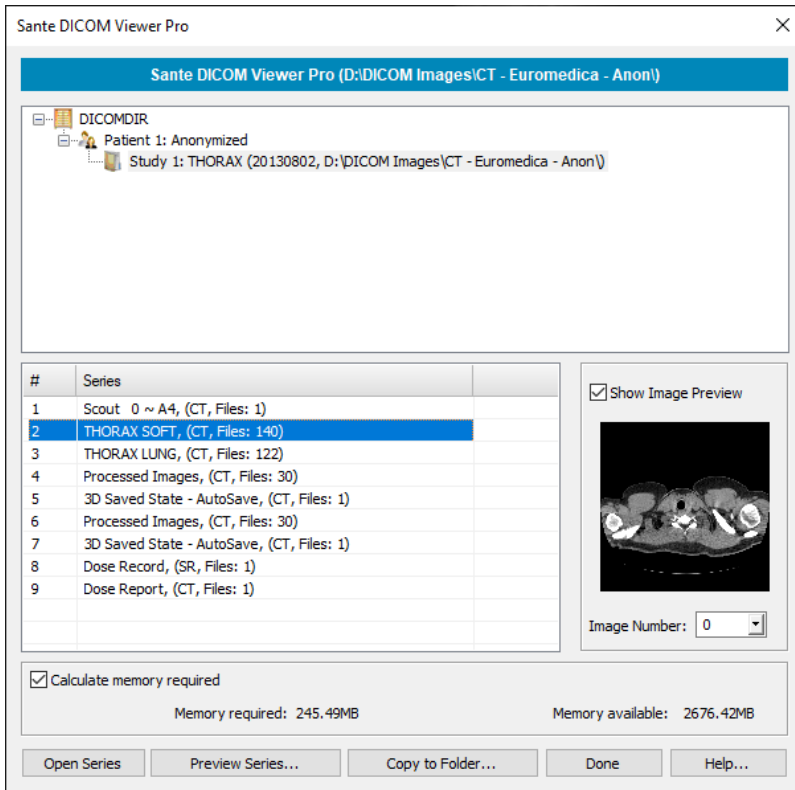 Sante DICOM Viewer Pro
Sante DICOM Viewer Pro (D:\DICOM Images\CT - Euromedica - Anon\)
DICOMDIR
Patient 1: Anonymized
Study 1: THORAX (20130802, D:\DICOM Images\CT - Euromedica - Anon\)
# Series
1 Scout 0 ~ A4, (CT, Files: 1)
2 THORAX SOFT, (CT, Files: 140)
3 THORAX LUNG, (CT, Files: 122)
4 Processed Images, (CT, Files: 30)
5 3D Saved State - AutoSave, (CT, Files: 1)
6 Processed Images, (CT, Files: 30)
7 3D Saved State - AutoSave, (CT, Files: 1)
8 Dose Record, (SR, Files: 1)
9 Dose Report, (CT, Files: 1)
Show Image Preview
Image Number: 0
Calculate memory required
Memory required: 245.49MB Memory available: 2676.42MB
Open Series Preview Series... Copy to Folder... Done Help...